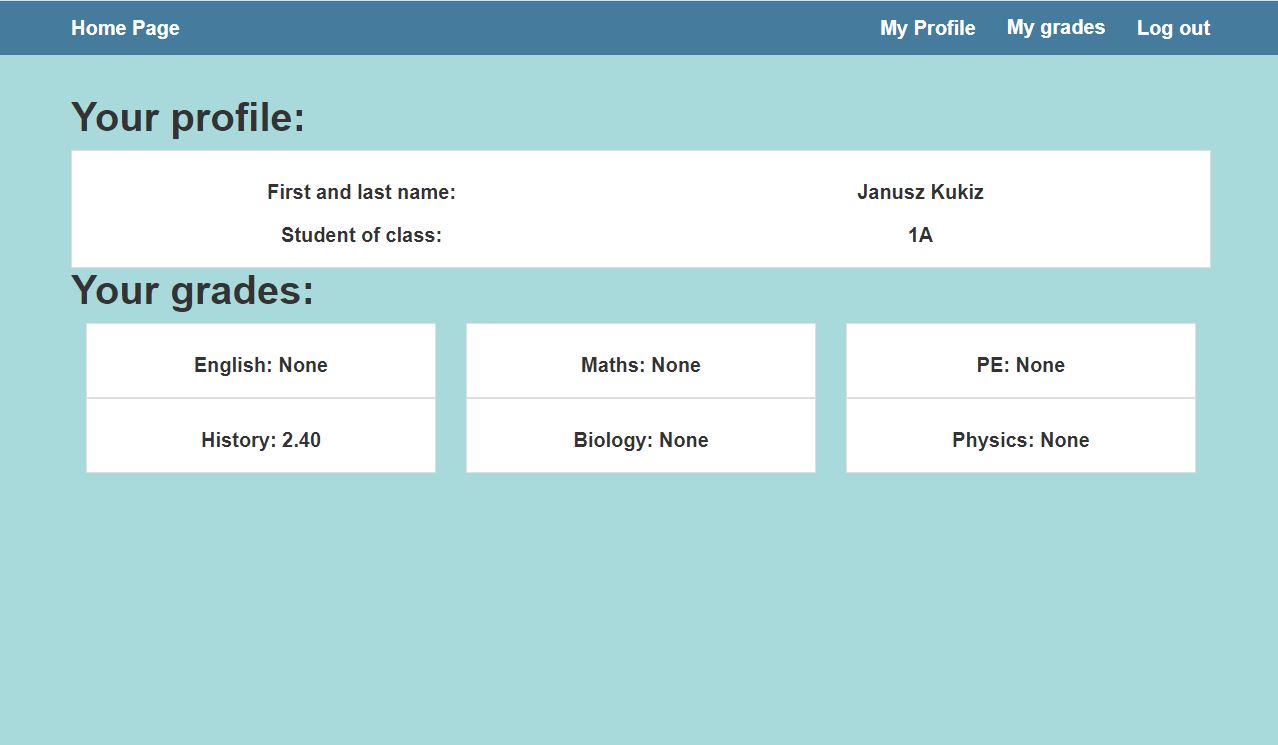 Home Page My Profile My grades Log out
Your profile:
First and last name: Janusz Kukiz
Student of class: 1A
Your grades:
English: None Maths: None PE: None
History: 2.40 Biology: None Physics: None